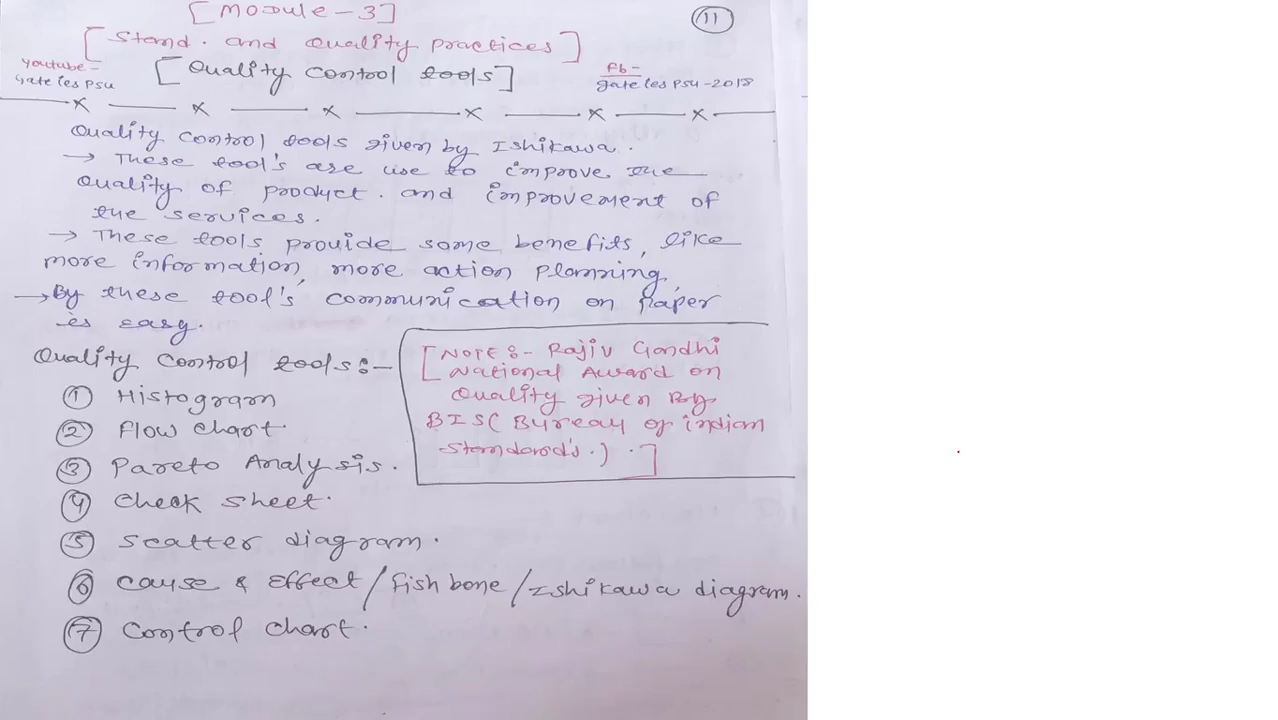 [Module-3]
11
[Stand. and Quality practices]
Youtube-
Gate Ies Psu
[Quality control tools]
fb-
gate Ies Psu-2018
Quality control tools given by Ishikawa.
→ These tool's are use to improve the
Quality of product. and improvement of
the services.
→ These tools provide some benefits, like
more information, more action planning,
→ By these tool's communication on paper
is easy.
Quality control tools:-
[NOTE:- Rajiv Gandhi
National Award on
Quality given By
BIS( Bureau of indian
Standard's.) .]
① Histogram
② Flow chart
③ Pareto Analysis.
④ Check sheet.
⑤ Scatter diagram.
⑥ Cause & Effect/fish bone/Ishikawa diagram.
⑦ Control chart.